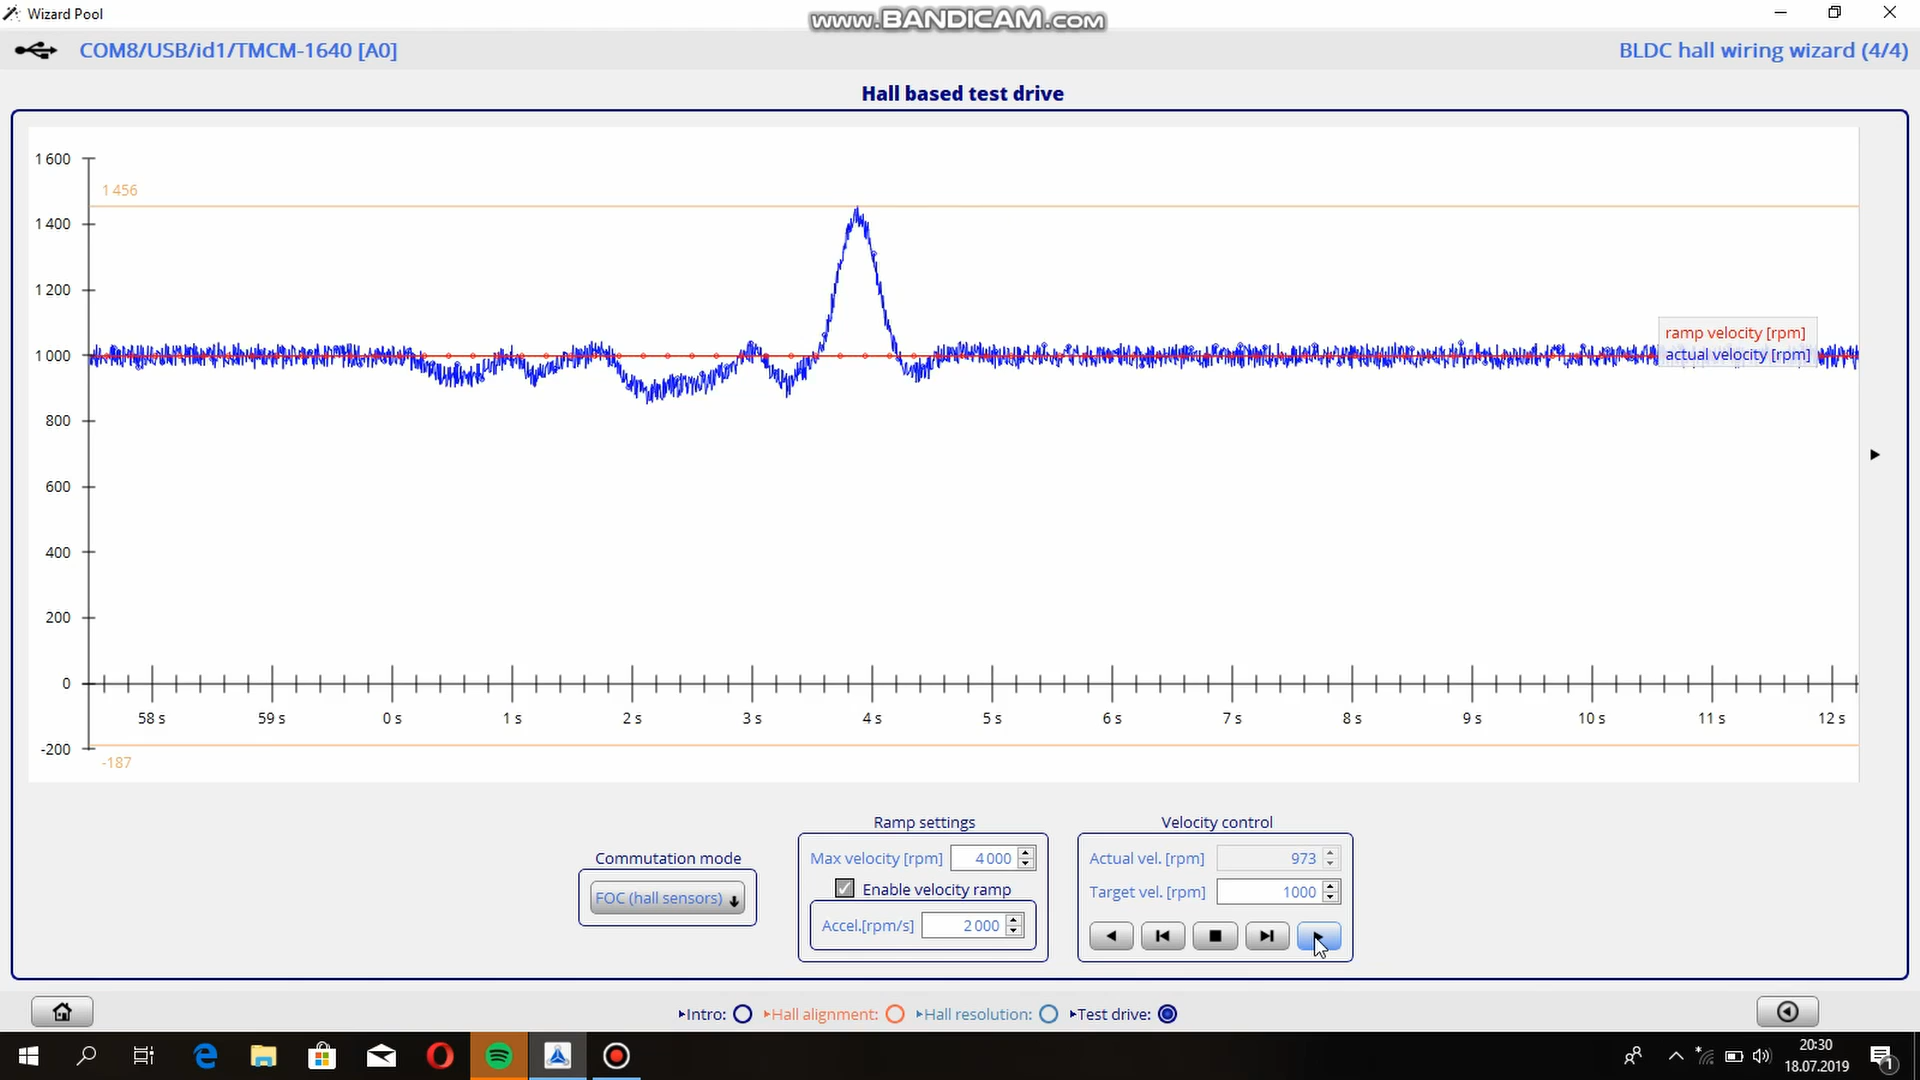 Wizard Pool
www.BANDICAM.com
COM8/USB/id1/TMCM-1640 [A0]
BLDC hall wiring wizard (4/4)
Hall based test drive
1 600
1 456
1 400
1 200
ramp velocity [rpm]
1 000
actual velocity [rpm]
800
600
400
200
0
58 s
59 s
0 s
1 s
2 s
3 s
4 s
5 s
6 s
7 s
8 s
9 s
10 s
11 s
12 s
-200
-187
Commutation mode
FOC (hall sensors)
Ramp settings
Max velocity [rpm]
4 000
Enable velocity ramp
Accel.[rpm/s]
2 000
Velocity control
Actual vel. [rpm]
973
Target vel. [rpm]
1000
Intro:
Hall alignment:
Hall resolution:
Test drive:
20:30
18.07.2019
1